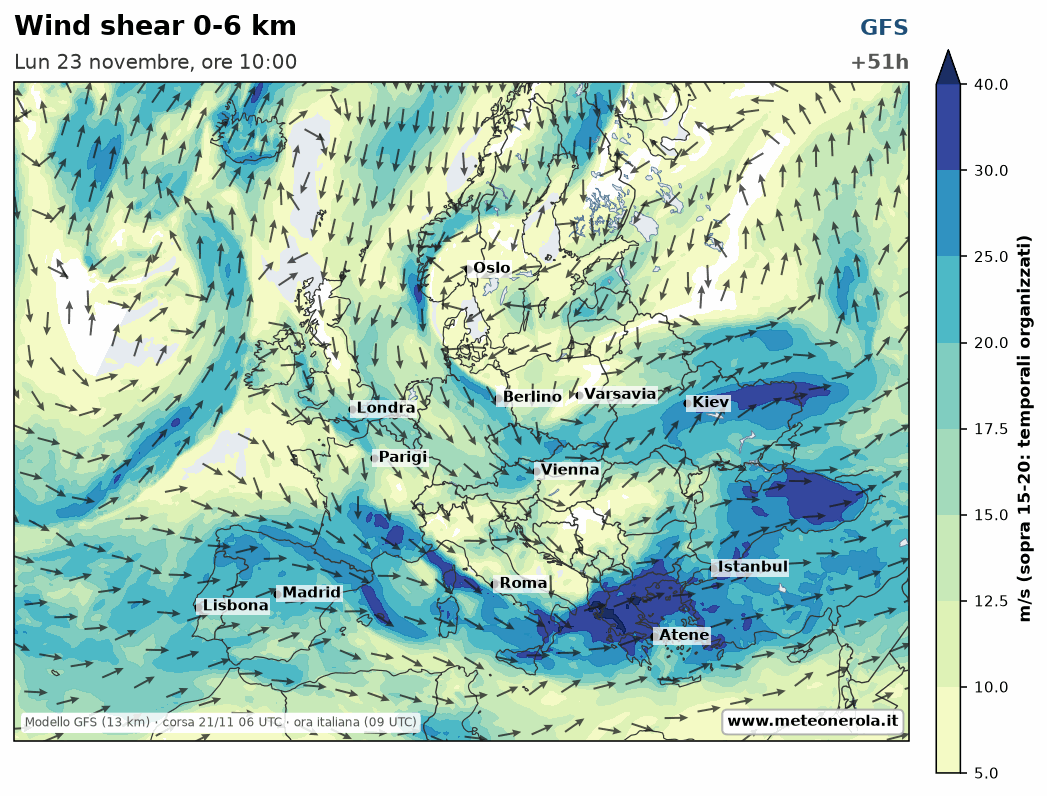 Wind shear 0-6 km
GFS
Lun 23 novembre, ore 10:00
+51h
40.0
30.0
25.0
20.0
17.5
15.0
12.5
10.0
5.0
m/s (sopra 15-20: temporali organizzati)
Oslo
Berlino
Varsavia
Kiev
Londra
Parigi
Vienna
Istanbul
Roma
Madrid
Lisbona
Atene
Modello GFS (13 km) · corsa 21/11 06 UTC · ora italiana (09 UTC)
www.meteonerola.it